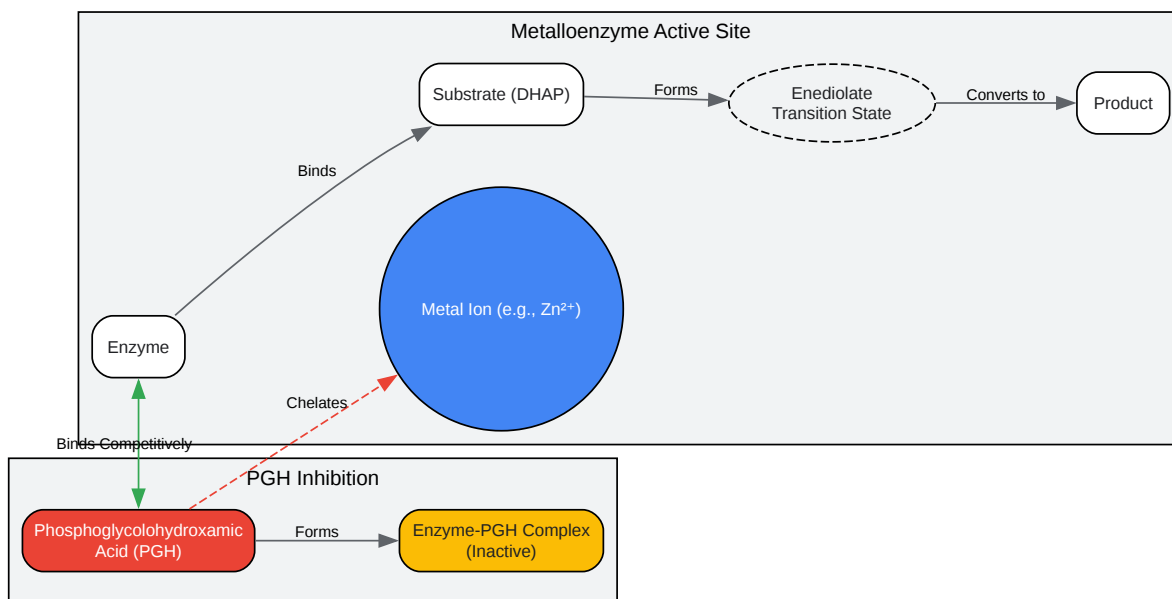 Metalloenzyme Active Site
Substrate (DHAP)
Forms
Enediolate
Transition State
Converts to
Product
Binds
Metal Ion (e.g., Zn²⁺)
Enzyme
Chelates
Binds Competitively
PGH Inhibition
Phosphoglycolohydroxamic
Acid (PGH)
Forms
Enzyme-PGH Complex
(Inactive)